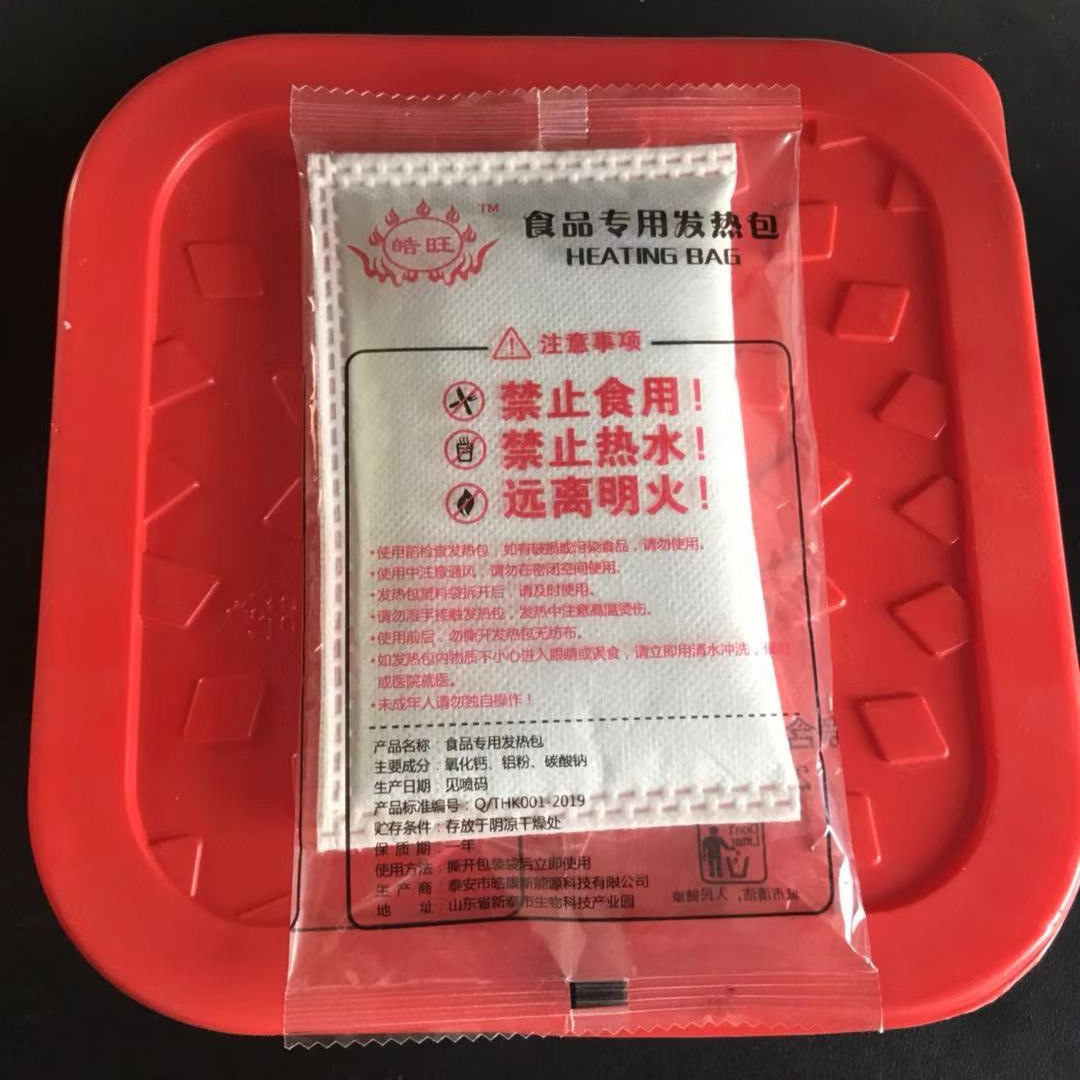 皓旺
TM
食品专用发热包
HEATING BAG
注意事项
禁止食用！
禁止热水！
远离明火！
·使用前检查发热包，如有破损或污染食品，请勿使用。
·使用中注意通风，请勿在密闭空间使用。
·发热包塑料袋拆开后，请及时使用。
·请勿湿手接触发热包，发热中注意高温烫伤。
·使用前后，勿撕开发热包无纺布。
·如发热包内物质不小心进入眼睛或误食，请立即用清水冲洗，
或医院就医。
·未成年人请勿独自操作！
产品名称：食品专用发热包
主要成分：氧化钙、铝粉、碳酸钠
生产日期：见喷码
产品标准编号：Q/THK001-2019
贮存条件：存放于阴凉干燥处
保质期：一年
使用方法：撕开包装袋后立即使用
生产商：泰安市皓康新能源科技有限公司
地址：山东省新泰市生物科技产业园
Don't
Litter
城市清洁，人民健康